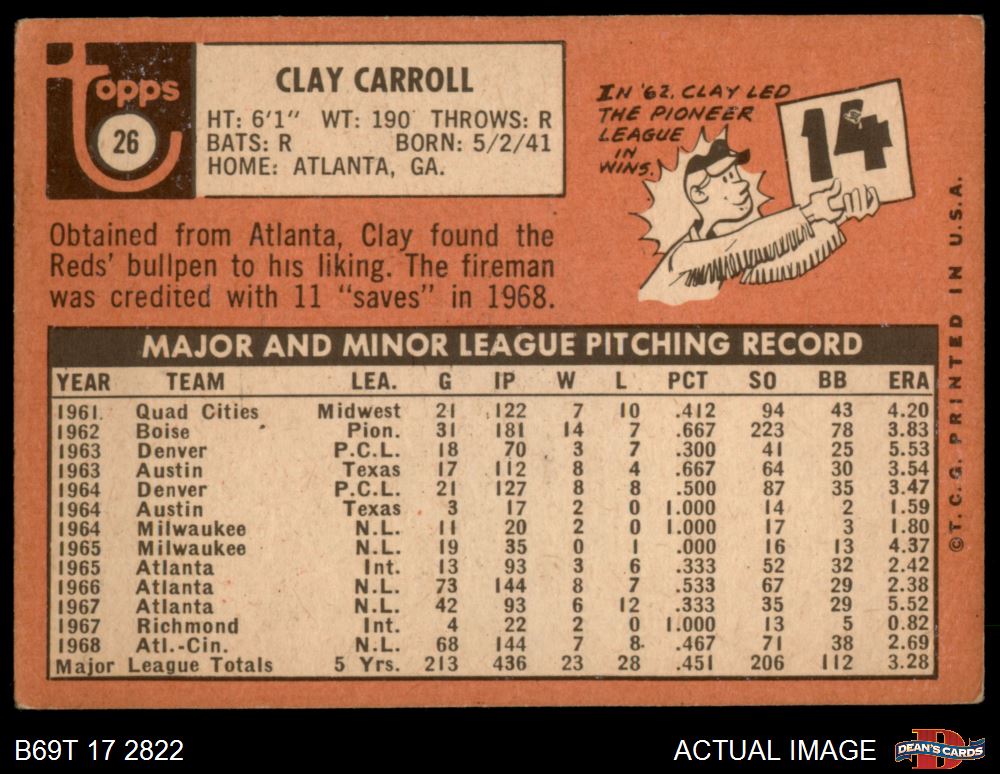 topps
26
CLAY CARROLL
HT: 6'1" WT: 190 THROWS: R
BATS: R BORN: 5/2/41
HOME: ATLANTA, GA.
IN '62, CLAY LED
THE PIONEER
LEAGUE
IN
WINS.
14
Obtained from Atlanta, Clay found the
Reds' bullpen to his liking. The fireman
was credited with 11 "saves" in 1968.
MAJOR AND MINOR LEAGUE PITCHING RECORD
YEAR TEAM LEA. G IP W L PCT SO BB ERA
1961 Quad Cities Midwest 21 122 7 10 .412 94 43 4.20
1962 Boise Pion. 31 181 14 7 .667 223 78 3.83
1963 Denver P.C.L. 18 70 3 7 .300 41 25 5.53
1963 Austin Texas 17 112 8 4 .667 64 30 3.54
1964 Denver P.C.L. 21 127 8 8 .500 87 35 3.47
1964 Austin Texas 3 17 2 0 1.000 14 2 1.59
1964 Milwaukee N.L. 11 20 2 0 1.000 17 3 1.80
1965 Milwaukee N.L. 19 35 0 1 .000 16 13 4.37
1965 Atlanta Int. 13 93 3 6 .333 52 32 2.42
1966 Atlanta N.L. 73 144 8 7 .533 67 29 2.38
1967 Atlanta N.L. 42 93 6 12 .333 35 29 5.52
1967 Richmond Int. 4 22 2 0 1.000 13 5 0.82
1968 Atl.-Cin. N.L. 68 144 7 8 .467 71 38 2.69
Major League Totals 5 Yrs. 213 436 23 28 .451 206 112 3.28
©T.C.G. PRINTED IN U.S.A.
B69T 17 2822
ACTUAL IMAGE
DEAN'S CARDS